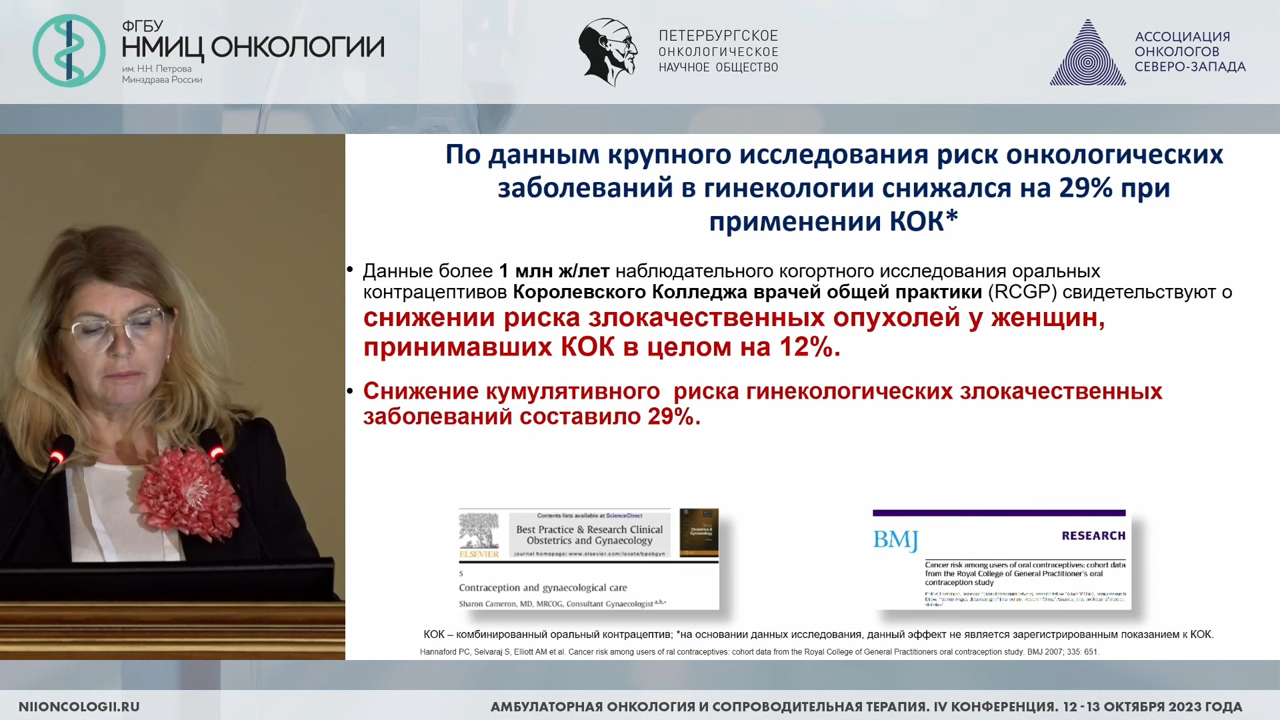 ФГБУ
НМИЦ ОНКОЛОГИИ
им. Н.Н. Петрова
Минздрава России
ПЕТЕРБУРГСКОЕ
ОНКОЛОГИЧЕСКОЕ
НАУЧНОЕ ОБЩЕСТВО
АССОЦИАЦИЯ
ОНКОЛОГОВ
СЕВЕРО-ЗАПАДА
По данным крупного исследования риск онкологических
заболеваний в гинекологии снижался на 29% при
применении КОК*
• Данные более 1 млн ж/лет наблюдательного когортного исследования оральных
контрацептивов Королевского Колледжа врачей общей практики (RCGP) свидетельствуют о
снижении риска злокачественных опухолей у женщин,
принимавших КОК в целом на 12%.
• Снижение кумулятивного риска гинекологических злокачественных
заболеваний составило 29%.
Contents lists available at ScienceDirect
Best Practice & Research Clinical
Obstetrics and Gynaecology
journal homepage: www.elsevier.com/locate/bpobgyn
ELSEVIER
5
Contraception and gynaecological care
Sharon Cameron, MD, MRCOG, Consultant Gynaecologist a,b,*
BMJ
RESEARCH
Cancer risk among users of oral contraceptives: cohort data
from the Royal College of General Practitioner's oral
contraception study
КОК – комбинированный оральный контрацептив; *на основании данных исследования, данный эффект не является зарегистрированным показанием к КОК.
Hannaford PC, Selvaraj S, Elliott AM et al. Cancer risk among users of ral contraceptives: cohort data from the Royal College of General Practitioners oral contraception study. BMJ 2007; 335: 651.
NIIONCOLOGII.RU
АМБУЛАТОРНАЯ ОНКОЛОГИЯ И СОПРОВОДИТЕЛЬНАЯ ТЕРАПИЯ. IV КОНФЕРЕНЦИЯ. 12 - 13 ОКТЯБРЯ 2023 ГОДА